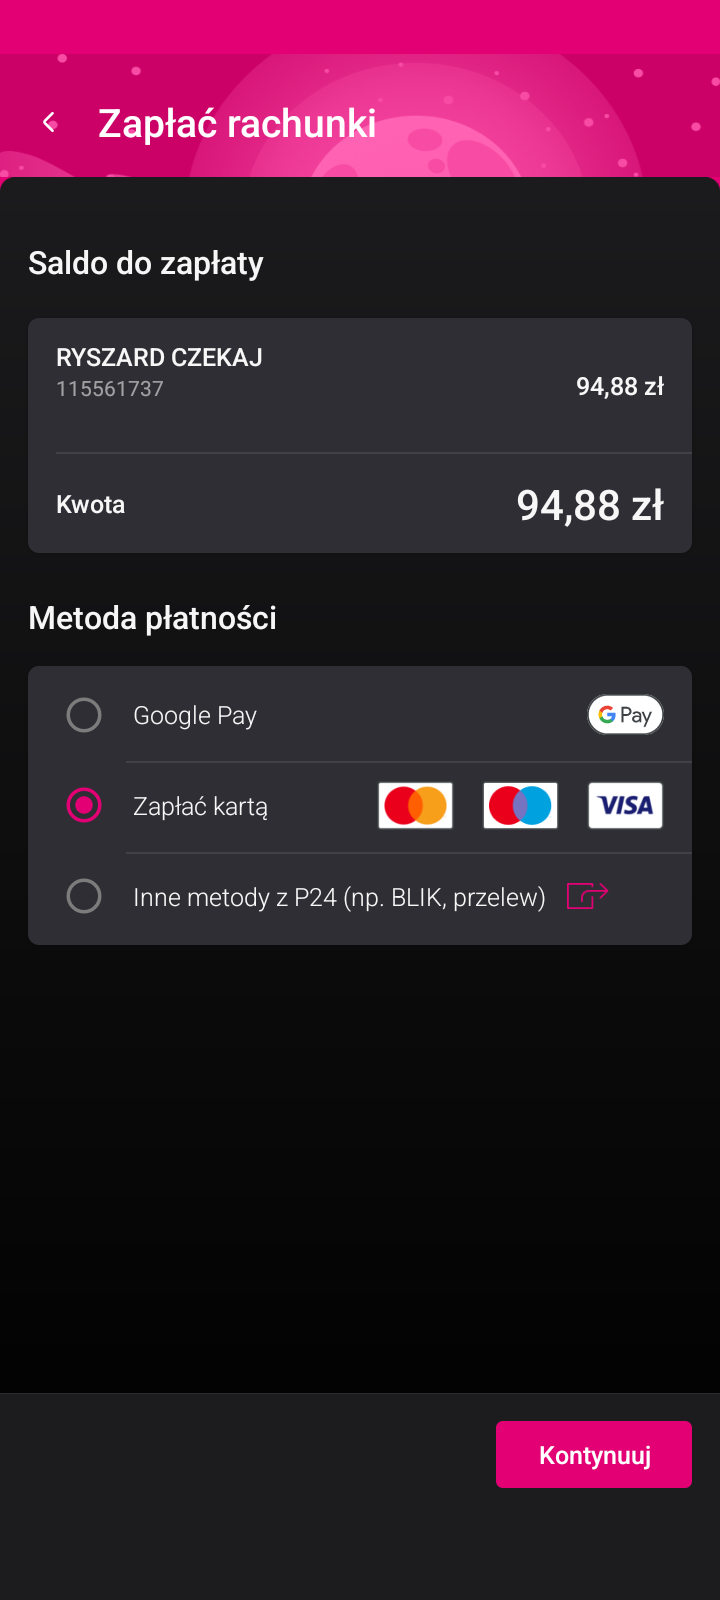 Zapłać rachunki
Saldo do zapłaty
RYSZARD CZEKAJ
115561737
94,88 zł
Kwota
94,88 zł
Metoda płatności
Google Pay
G Pay
Zapłać kartą
VISA
Inne metody z P24 (np. BLIK, przelew)
Kontynuuj